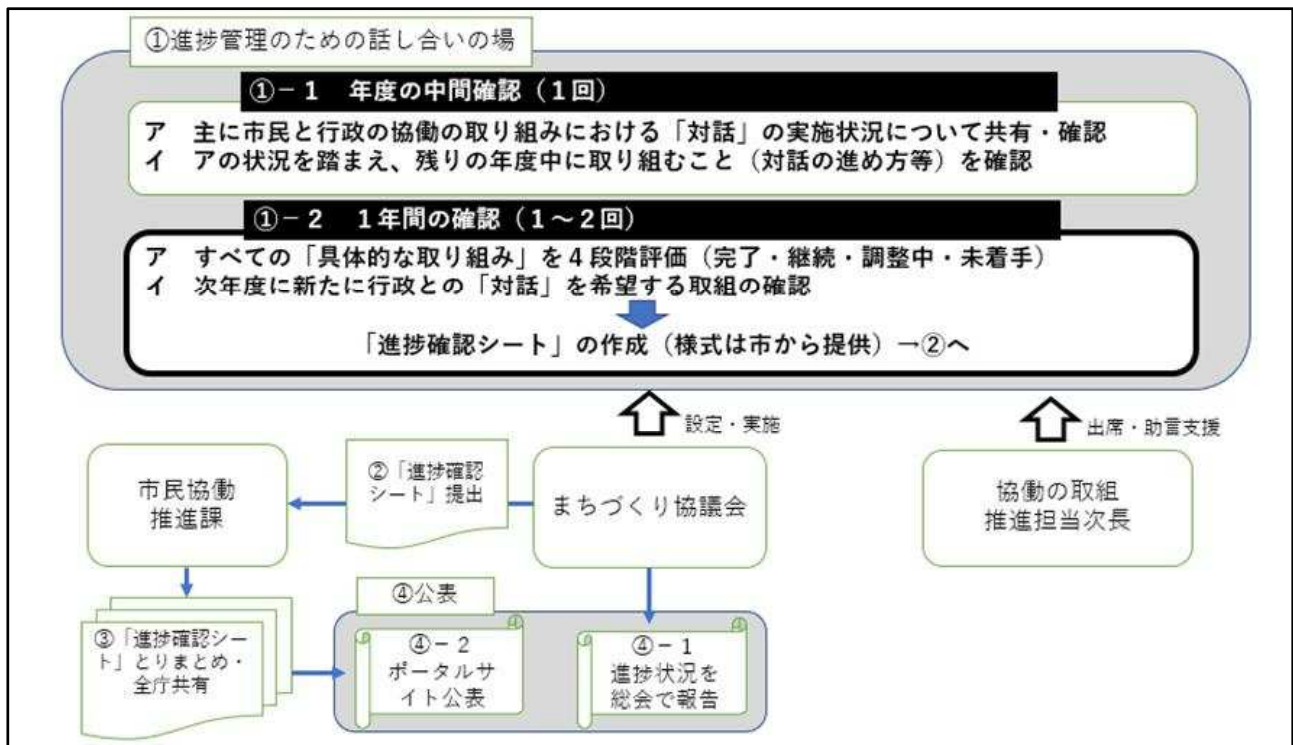 ①進捗管理のための話し合いの場
①－１　年度の中間確認（１回）
ア　主に市民と行政の協働の取り組みにおける「対話」の実施状況について共有・確認
イ　アの状況を踏まえ、残りの年度中に取り組むこと（対話の進め方等）を確認
①－２　１年間の確認（１～２回）
ア　すべての「具体的な取り組み」を４段階評価（完了・継続・調整中・未着手）
イ　次年度に新たに行政との「対話」を希望する取組の確認
「進捗確認シート」の作成（様式は市から提供）→②へ
設定・実施
出席・助言支援
市民協働
推進課
②「進捗確認
シート」提出
まちづくり協議会
協働の取組
推進担当次長
③「進捗確認シー
ト」とりまとめ・
全庁共有
④公表
④－２
ポータルサ
イト公表
④－１
進捗状況を
総会で報告